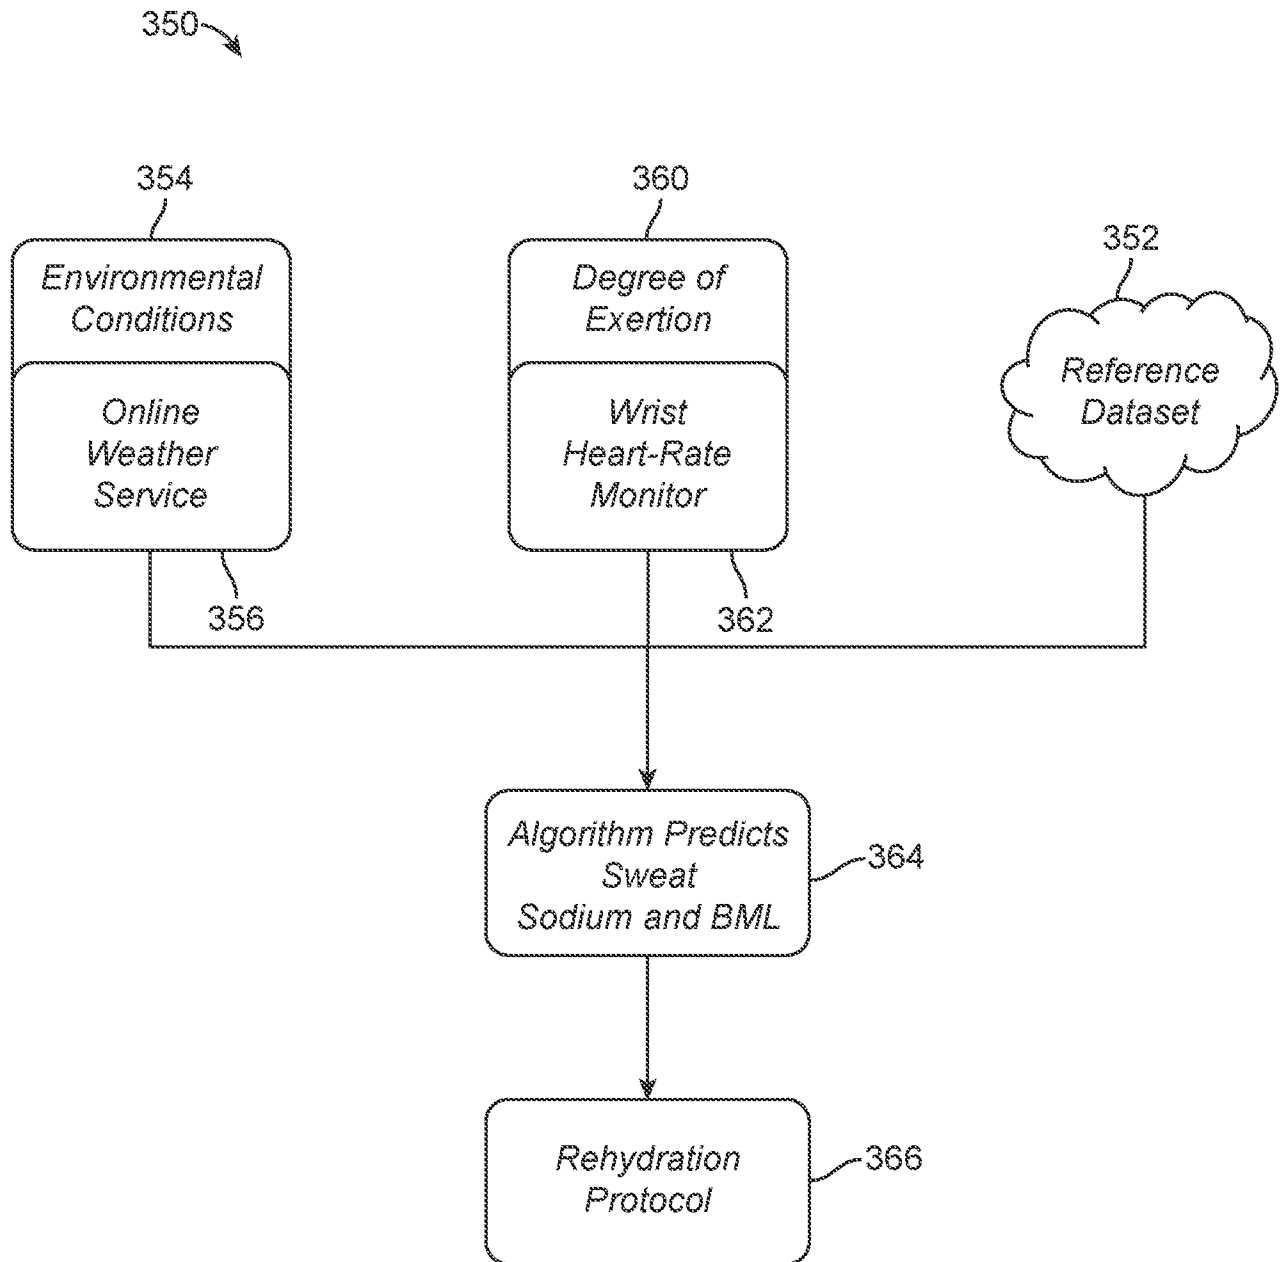 350
354
Environmental
Conditions
Online
Weather
Service
356
360
Degree of
Exertion
Wrist
Heart-Rate
Monitor
362
352
Reference
Dataset
Algorithm Predicts
Sweat
Sodium and BML
364
Rehydration
Protocol
366